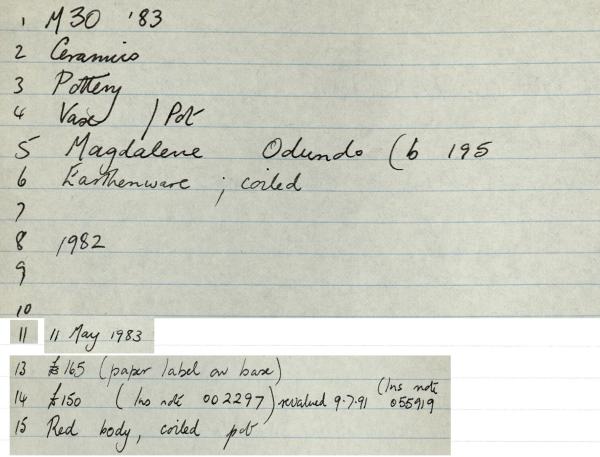 1 M30 '83
2 Ceramics
3 Pottery
4 Vase / Pot
5 Magdalene Odundo (b 195
6 Earthenware ; coiled
7
8 1982
9
10
11 11 May 1983
13 £165 (paper label on base)
14 £150 (Ins note 002297) revalued 9.7.91 (Ins note 055919
15 Red body, coiled pot